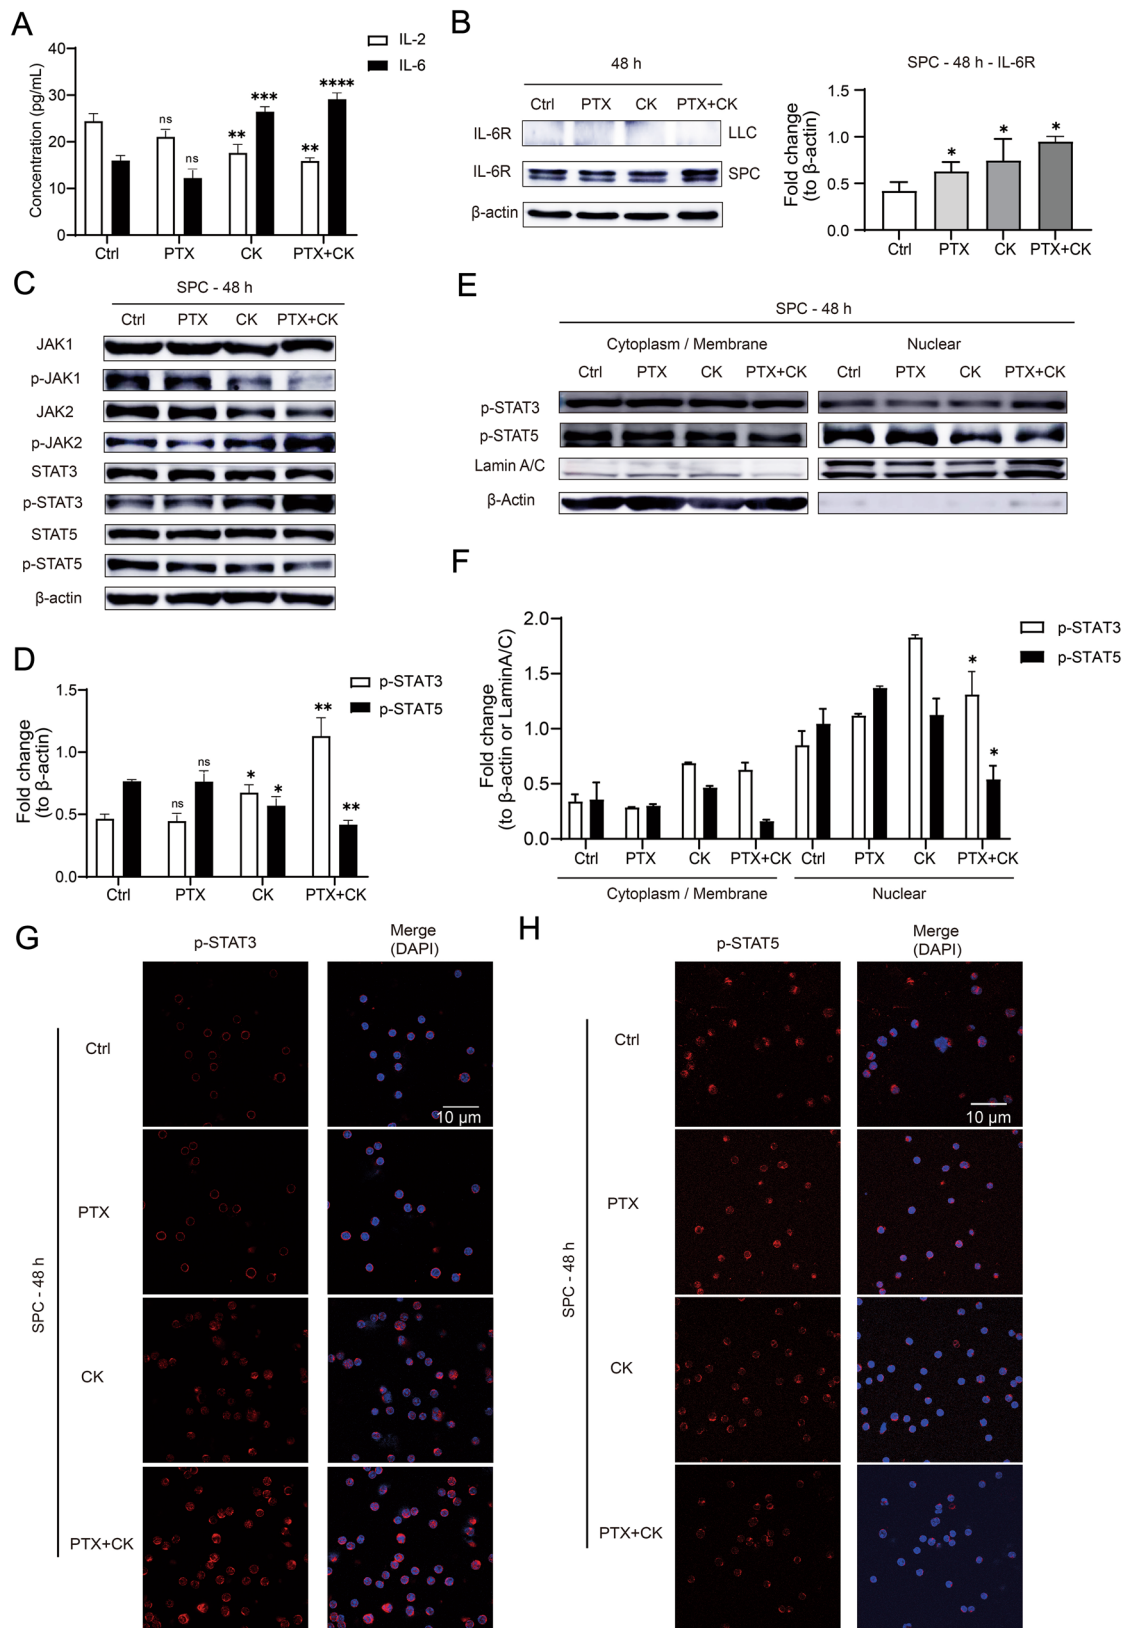 A
IL-2
IL-6
Concentration (pg/mL)
40
30
20
10
0
ns
ns
**
***
**
****
Ctrl
PTX
CK
PTX+CK
B
48 h
Ctrl
PTX
CK
PTX+CK
IL-6R
LLC
IL-6R
SPC
β-actin
SPC - 48 h - IL-6R
Fold change
(to β-actin)
1.5
1.0
0.5
0.0
*
*
*
Ctrl
PTX
CK
PTX+CK
C
SPC - 48 h
Ctrl
PTX
CK
PTX+CK
JAK1
p-JAK1
JAK2
p-JAK2
STAT3
p-STAT3
STAT5
p-STAT5
β-actin
E
SPC - 48 h
Cytoplasm / Membrane
Nuclear
Ctrl
PTX
CK
PTX+CK
Ctrl
PTX
CK
PTX+CK
p-STAT3
p-STAT5
Lamin A/C
β-Actin
D
p-STAT3
p-STAT5
Fold change
(to β-actin)
1.5
1.0
0.5
0.0
ns
ns
*
*
**
**
Ctrl
PTX
CK
PTX+CK
F
p-STAT3
p-STAT5
Fold change
(to β-actin or LaminA/C)
2.0
1.5
1.0
0.5
0.0
*
*
Ctrl
PTX
CK
PTX+CK
Ctrl
PTX
CK
PTX+CK
Cytoplasm / Membrane
Nuclear
G
p-STAT3
Merge
(DAPI)
SPC - 48 h
Ctrl
10 μm
PTX
CK
PTX+CK
H
p-STAT5
Merge
(DAPI)
SPC - 48 h
Ctrl
10 μm
PTX
CK
PTX+CK